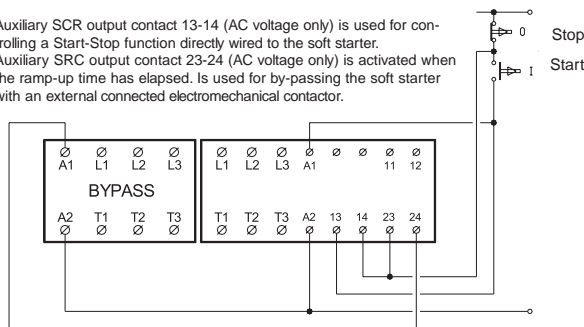 Auxiliary SCR output contact 13-14 (AC voltage only) is used for con-
trolling a Start-Stop function directly wired to the soft starter.
Auxiliary SRC output contact 23-24 (AC voltage only) is activated when
the ramp-up time has elapsed. Is used for by-passing the soft starter
with an external connected electromechanical contactor.
0 Stop
I Start
A1 L1 L2 L3
BYPASS
A2 T1 T2 T3
L1 L2 L3 A1 11 12
T1 T2 T3 A2 13 14 23 24